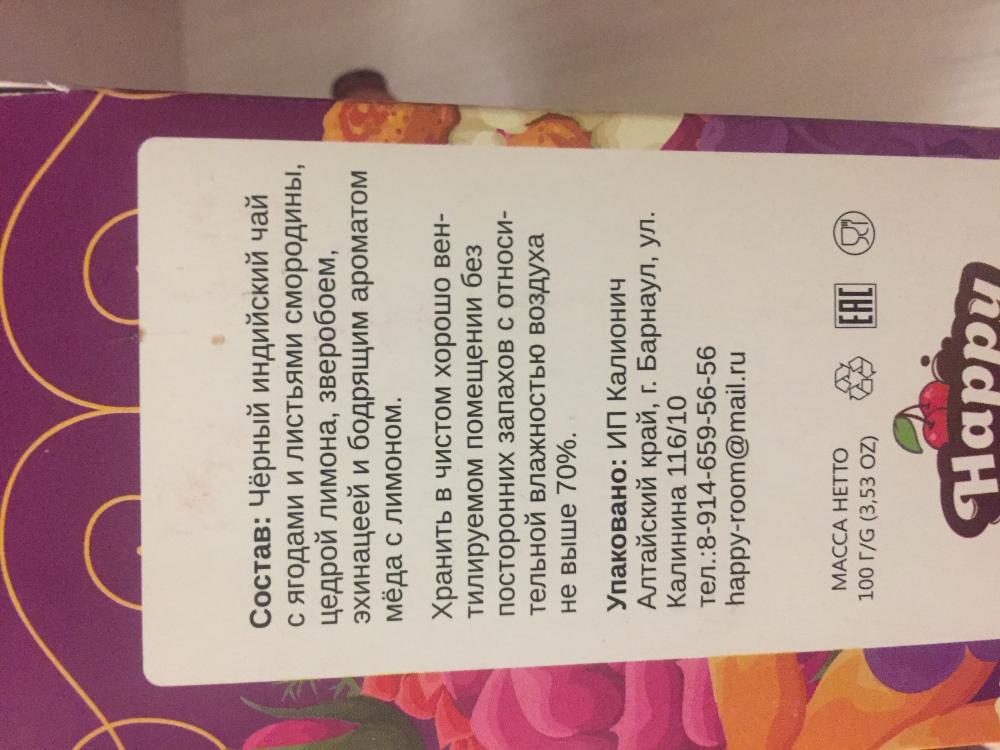 Состав: Чёрный индийский чай
с ягодами и листьями смородины,
цедрой лимона, зверобоем,
эхинацеей и бодрящим ароматом
мёда с лимоном.
Хранить в чистом хорошо вен-
тилируемом помещении без
посторонних запахов с относи-
тельной влажностью воздуха
не выше 70%.
Упаковано: ИП Калионич
Алтайский край, г. Барнаул, ул.
Калинина 116/10
тел.:8-914-659-56-56
happy-room@mail.ru
МАССА НЕТТО
100 Г/G (3,53 OZ)
EAC
Happy